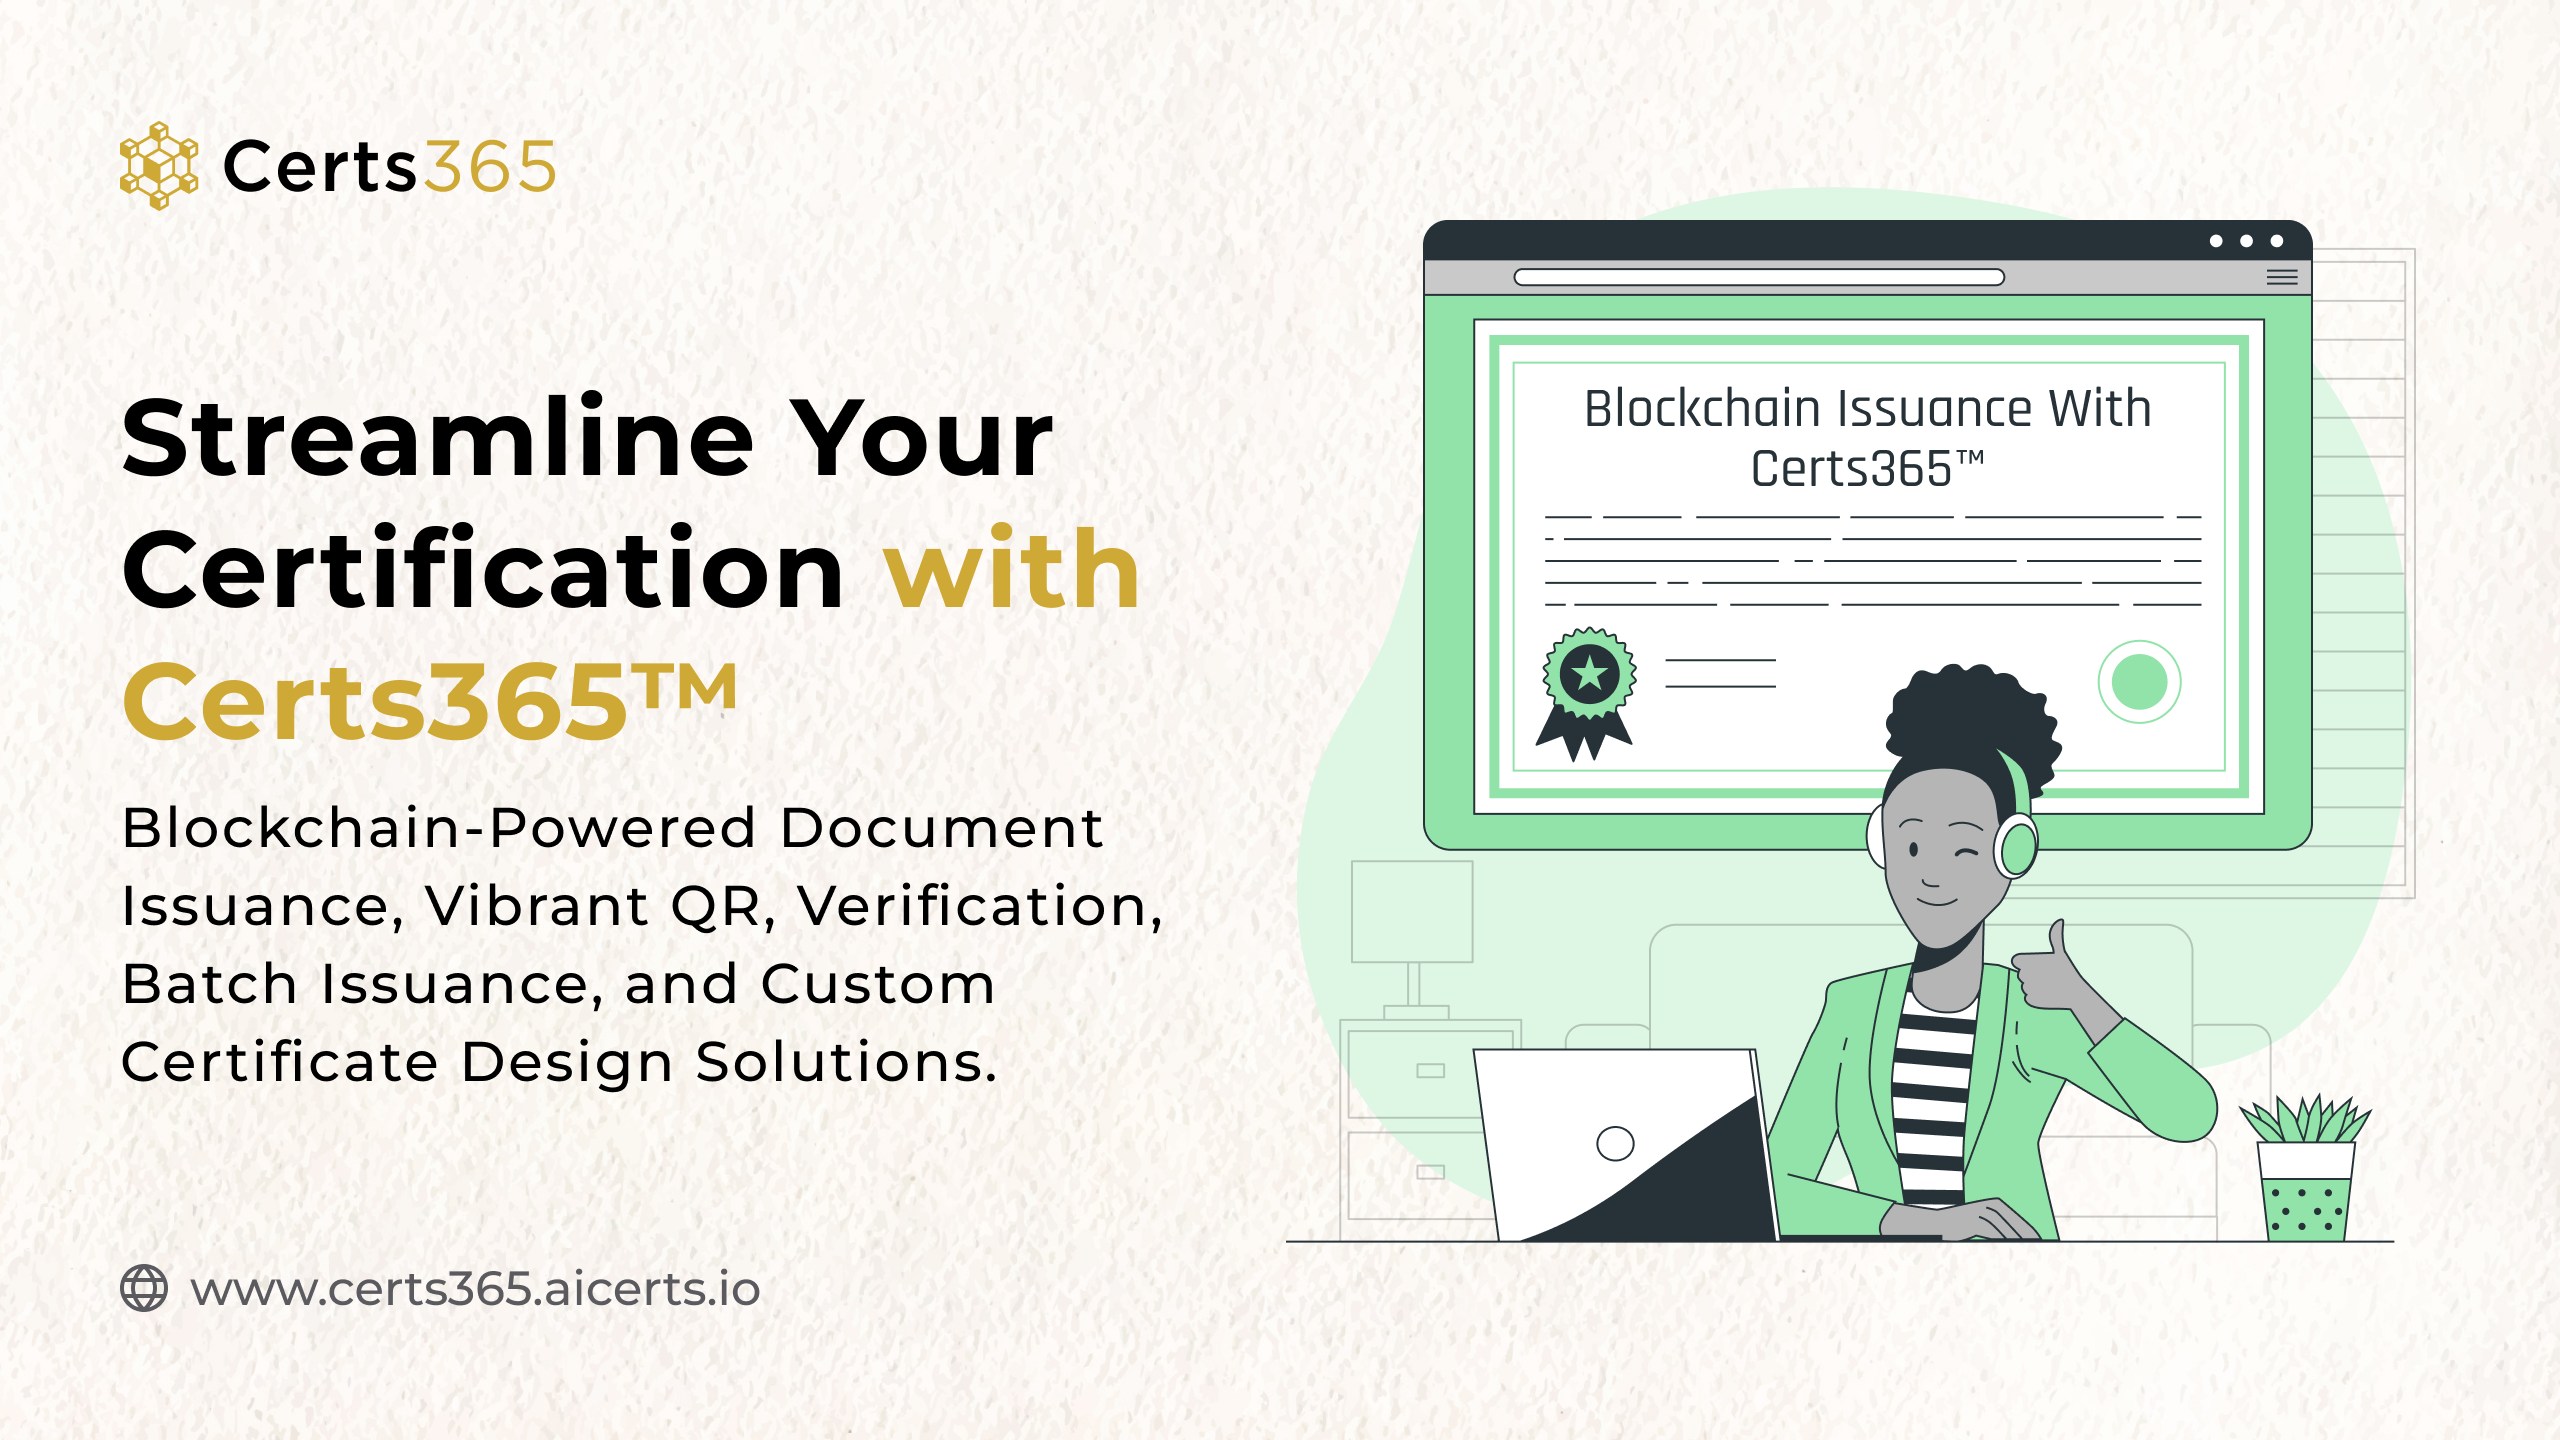 Certs365
Streamline Your
Certification with
Certs365™
Blockchain-Powered Document
Issuance, Vibrant QR, Verification,
Batch Issuance, and Custom
Certificate Design Solutions.
www.certs365.aicerts.io
Blockchain Issuance With
Certs365™